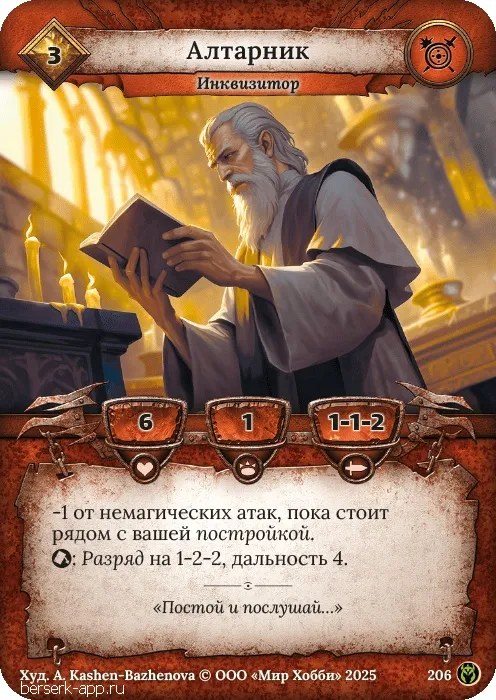 3
Алтарник
Инквизитор
6 1 1-1-2
-1 от немагических атак, пока стоит
рядом с вашей постройкой.
: Разряд на 1-2-2, дальность 4.
«Постой и послушай...»
Худ. A. Kashen-Bazhenova © ООО «Мир Хобби» 2025 206
berserk-app.ru